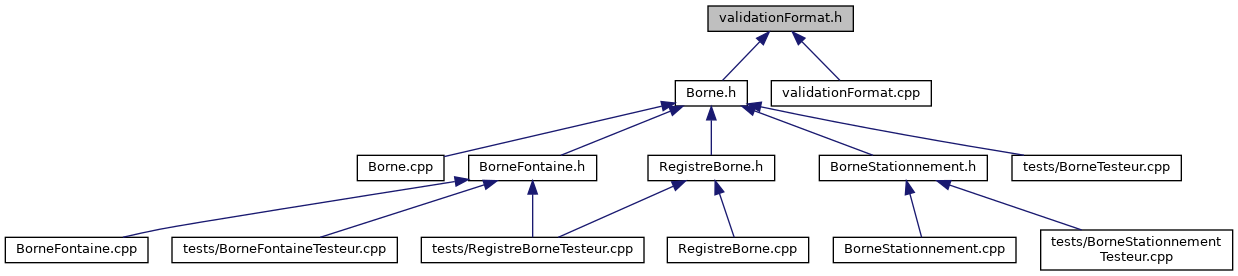 validationFormat.h
Borne.h
validationFormat.cpp
Borne.cpp
BorneFontaine.h
RegistreBorne.h
BorneStationnement.h
tests/BorneTesteur.cpp
BorneFontaine.cpp
tests/BorneFontaineTesteur.cpp
tests/RegistreBorneTesteur.cpp
RegistreBorne.cpp
BorneStationnement.cpp
tests/BorneStationnement
Testeur.cpp